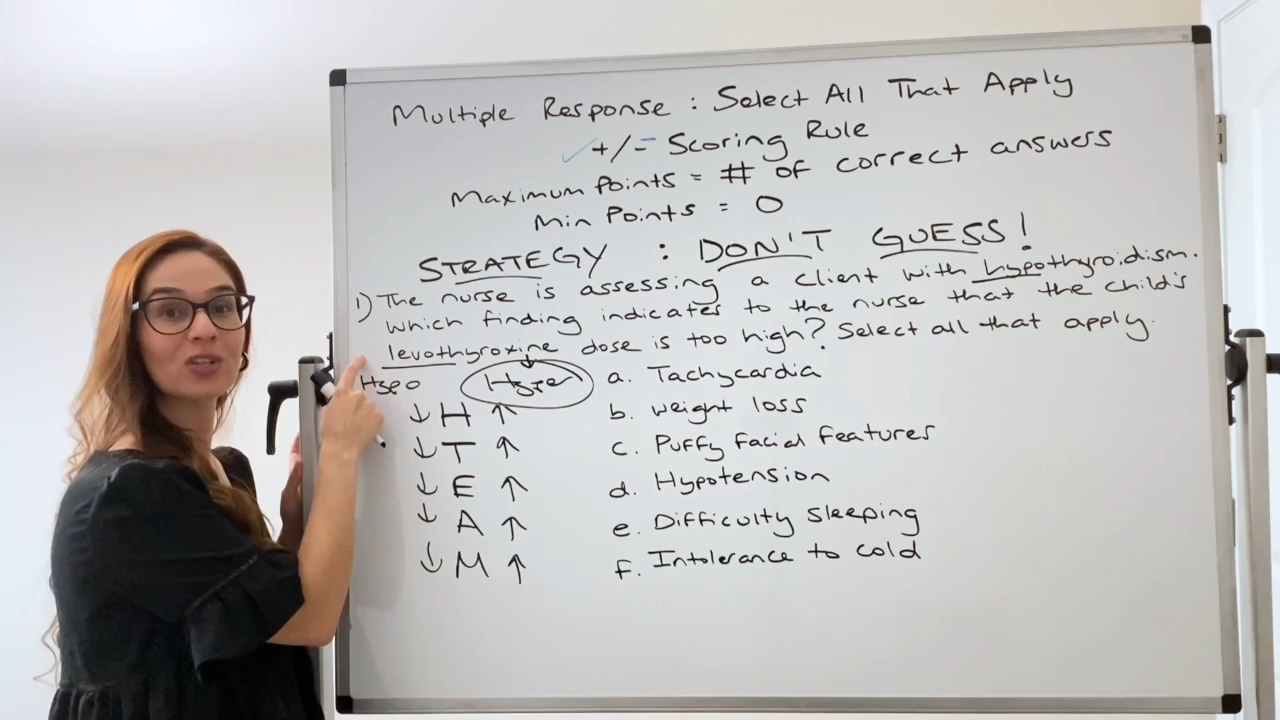 Multiple Response : Select All That Apply
✓ +/- Scoring Rule
Maximum Points = # of correct answers
Min Points = 0
STRATEGY : DON'T GUESS!
1) The nurse is assessing a client with hypothyroidism.
which finding indicates to the nurse that the child's
levothyroxine dose is too high? Select all that apply.
Hypo Hyper
↓ H ↑
↓ T ↑
↓ E ↑
↓ A ↑
↓ M ↑
a. Tachycardia
b. weight loss
c. Puffy facial features
d. Hypotension
e. Difficulty sleeping
f. Intolerance to cold